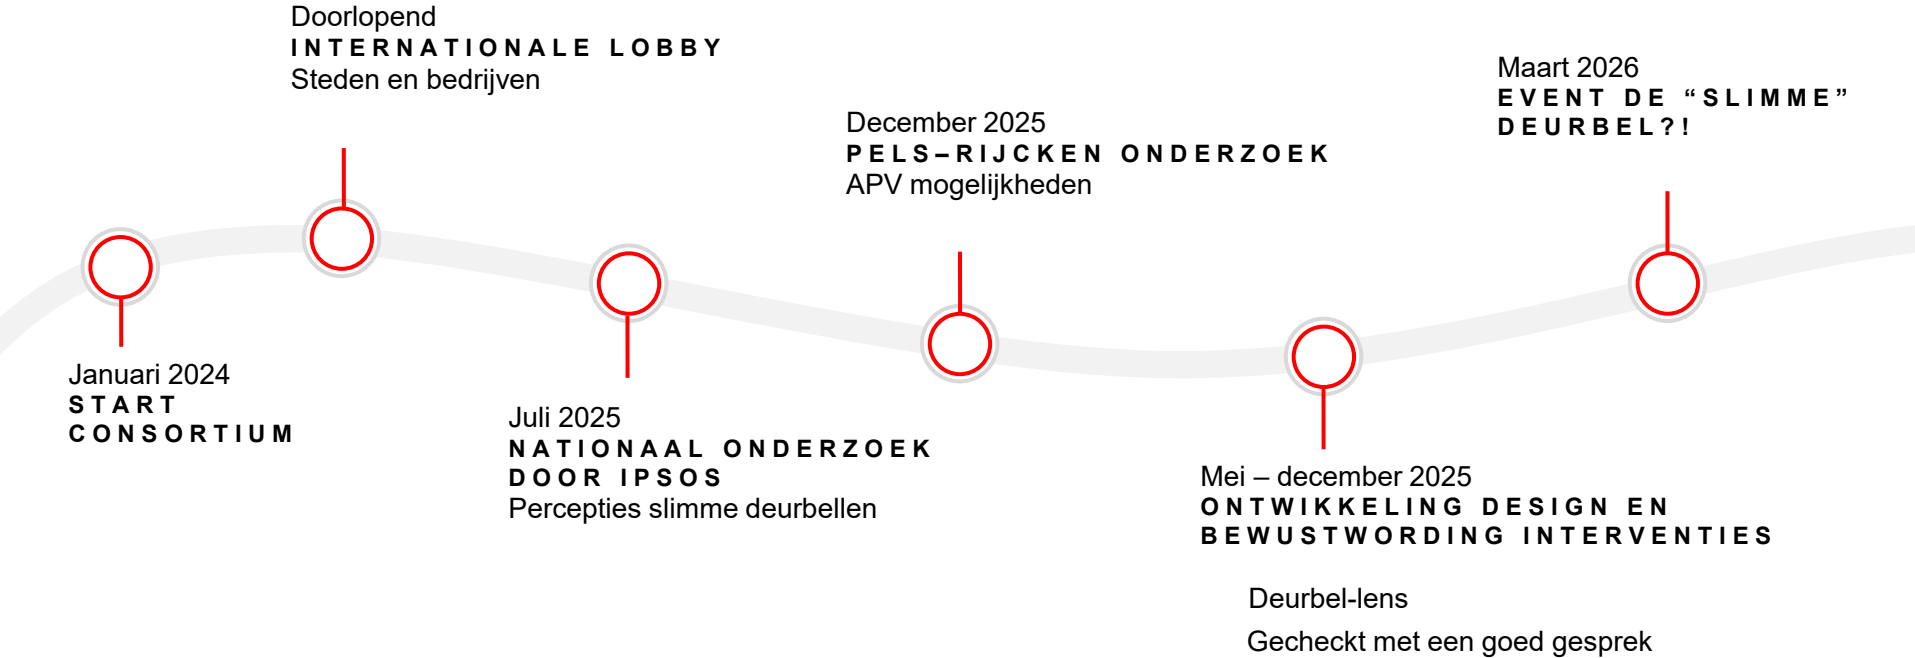 Doorlopend
INTERNATIONALE LOBBY
Steden en bedrijven
Maart 2026
EVENT DE “SLIMME”
DEURBEL?!
December 2025
PELS–RIJCKEN ONDERZOEK
APV mogelijkheden
Januari 2024
START
CONSORTIUM
Juli 2025
NATIONAAL ONDERZOEK
DOOR IPSOS
Percepties slimme deurbellen
Mei – december 2025
ONTWIKKELING DESIGN EN
BEWUSTWORDING INTERVENTIES
Deurbel-lens
Gecheckt met een goed gesprek